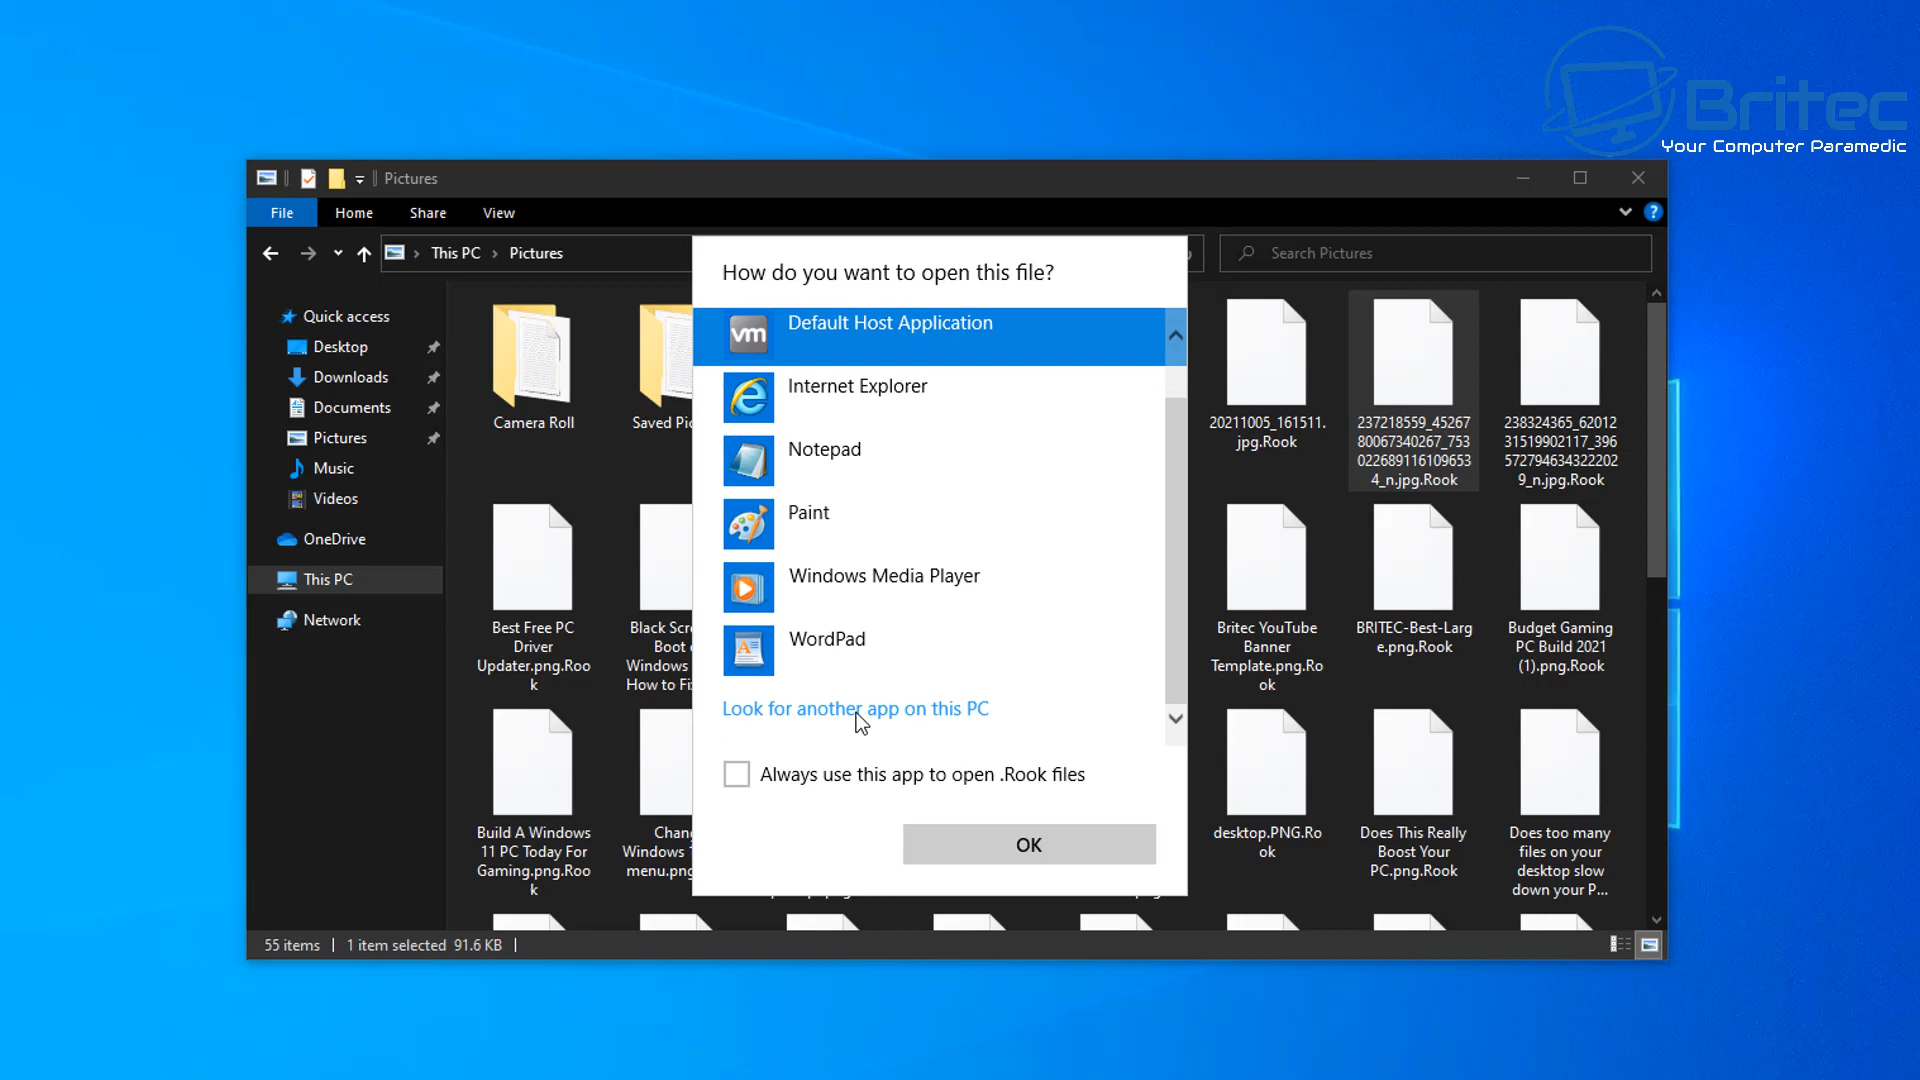 Britec
Your Computer Paramedic
Pictures
File
Home
Share
View
?
This PC
Pictures
Search Pictures
Quick access
Desktop
Downloads
Documents
Pictures
Music
Videos
OneDrive
This PC
Network
How do you want to open this file?
vm
Default Host Application
Internet Explorer
Notepad
Paint
Windows Media Player
WordPad
Look for another app on this PC
Always use this app to open .Rook files
OK
Camera Roll
Saved Pic
20211005_161511.
jpg.Rook
237218559_45267
80067340267_753
022689116109653
4_n.jpg.Rook
238324365_62012
31519902117_396
572794634322202
9_n.jpg.Rook
Best Free PC
Driver
Updater.png.Roo
k
Black Scr
Boot
Windows
How to Fi
Britec YouTube
Banner
Template.png.Ro
ok
BRITEC-Best-Larg
e.png.Rook
Budget Gaming
PC Build 2021
(1).png.Rook
Build A Windows
11 PC Today For
Gaming.png.Roo
k
Chan
Windows
menu.png
desktop.PNG.Ro
ok
Does This Really
Boost Your
PC.png.Rook
Does too many
files on your
desktop slow
down your P...
55 items
1 item selected 91.6 KB